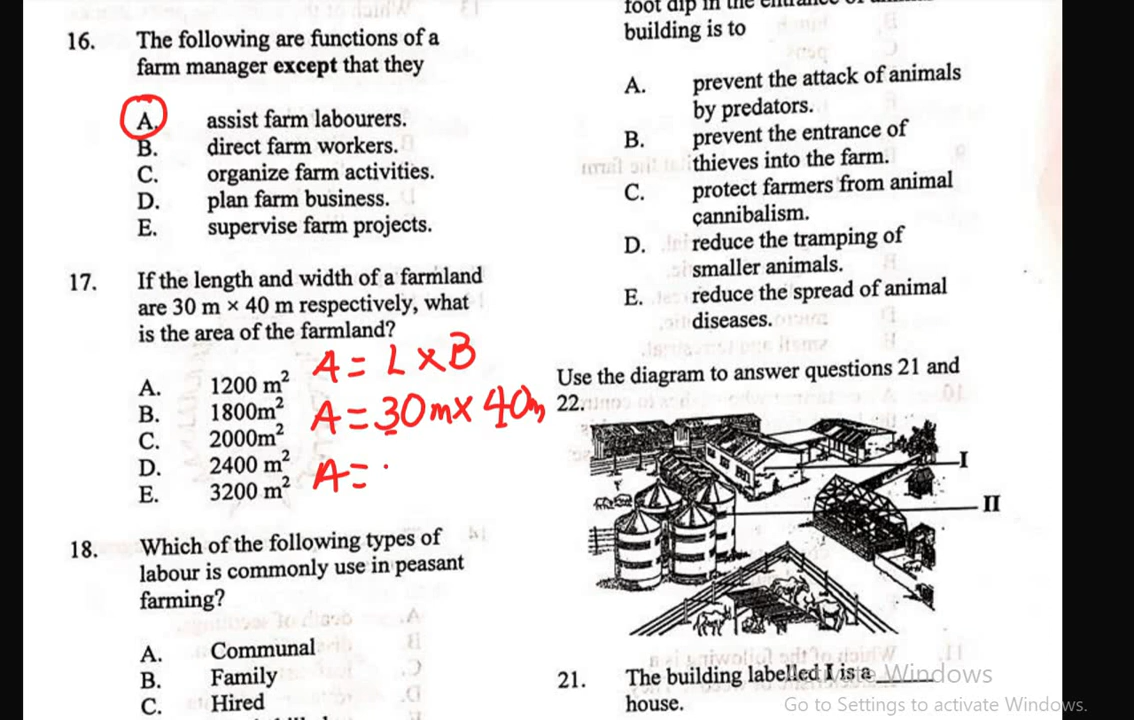 16. The following are functions of a
farm manager except that they
A. assist farm labourers.
B. direct farm workers.
C. organize farm activities.
D. plan farm business.
E. supervise farm projects.
17. If the length and width of a farmland
are 30 m × 40 m respectively, what
is the area of the farmland?
A. 1200 m²
B. 1800m²
C. 2000m²
D. 2400 m²
E. 3200 m²
A = L X B
A = 30m x 40m
A =
18. Which of the following types of
labour is commonly use in peasant
farming?
A. Communal
B. Family
C. Hired
foot dip in the entrance of
building is to
A. prevent the attack of animals
by predators.
B. prevent the entrance of
thieves into the farm.
C. protect farmers from animal
cannibalism.
D. reduce the tramping of
smaller animals.
E. reduce the spread of animal
diseases.
Use the diagram to answer questions 21 and
22.
I
II
21. The building labelled I is a ______
house.
Activate Windows
Go to Settings to activate Windows.